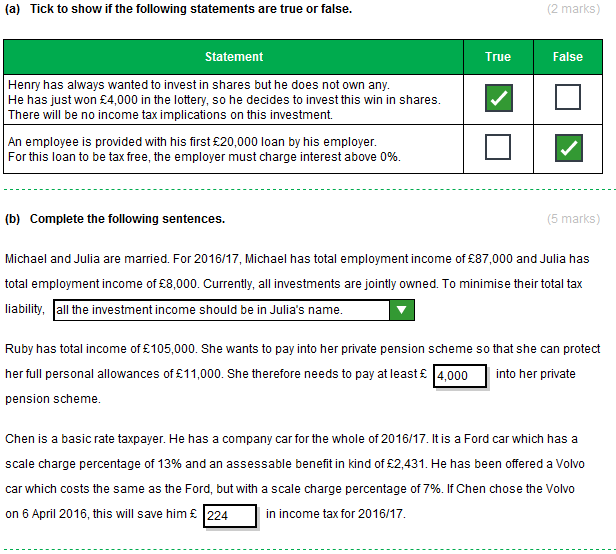 (a) Tick to show if the following statements are true or false. (2 marks)
Statement True False
Henry has always wanted to invest in shares but he does not own any.
He has just won £4,000 in the lottery, so he decides to invest this win in shares.
There will be no income tax implications on this investment.
An employee is provided with his first £20,000 loan by his employer.
For this loan to be tax free, the employer must charge interest above 0%.
(b) Complete the following sentences. (5 marks)
Michael and Julia are married. For 2016/17, Michael has total employment income of £87,000 and Julia has
total employment income of £8,000. Currently, all investments are jointly owned. To minimise their total tax
liability, all the investment income should be in Julia's name.
Ruby has total income of £105,000. She wants to pay into her private pension scheme so that she can protect
her full personal allowances of £11,000. She therefore needs to pay at least £ 4,000 into her private
pension scheme.
Chen is a basic rate taxpayer. He has a company car for the whole of 2016/17. It is a Ford car which has a
scale charge percentage of 13% and an assessable benefit in kind of £2,431. He has been offered a Volvo
car which costs the same as the Ford, but with a scale charge percentage of 7%. If Chen chose the Volvo
on 6 April 2016, this will save him £ 224 in income tax for 2016/17.